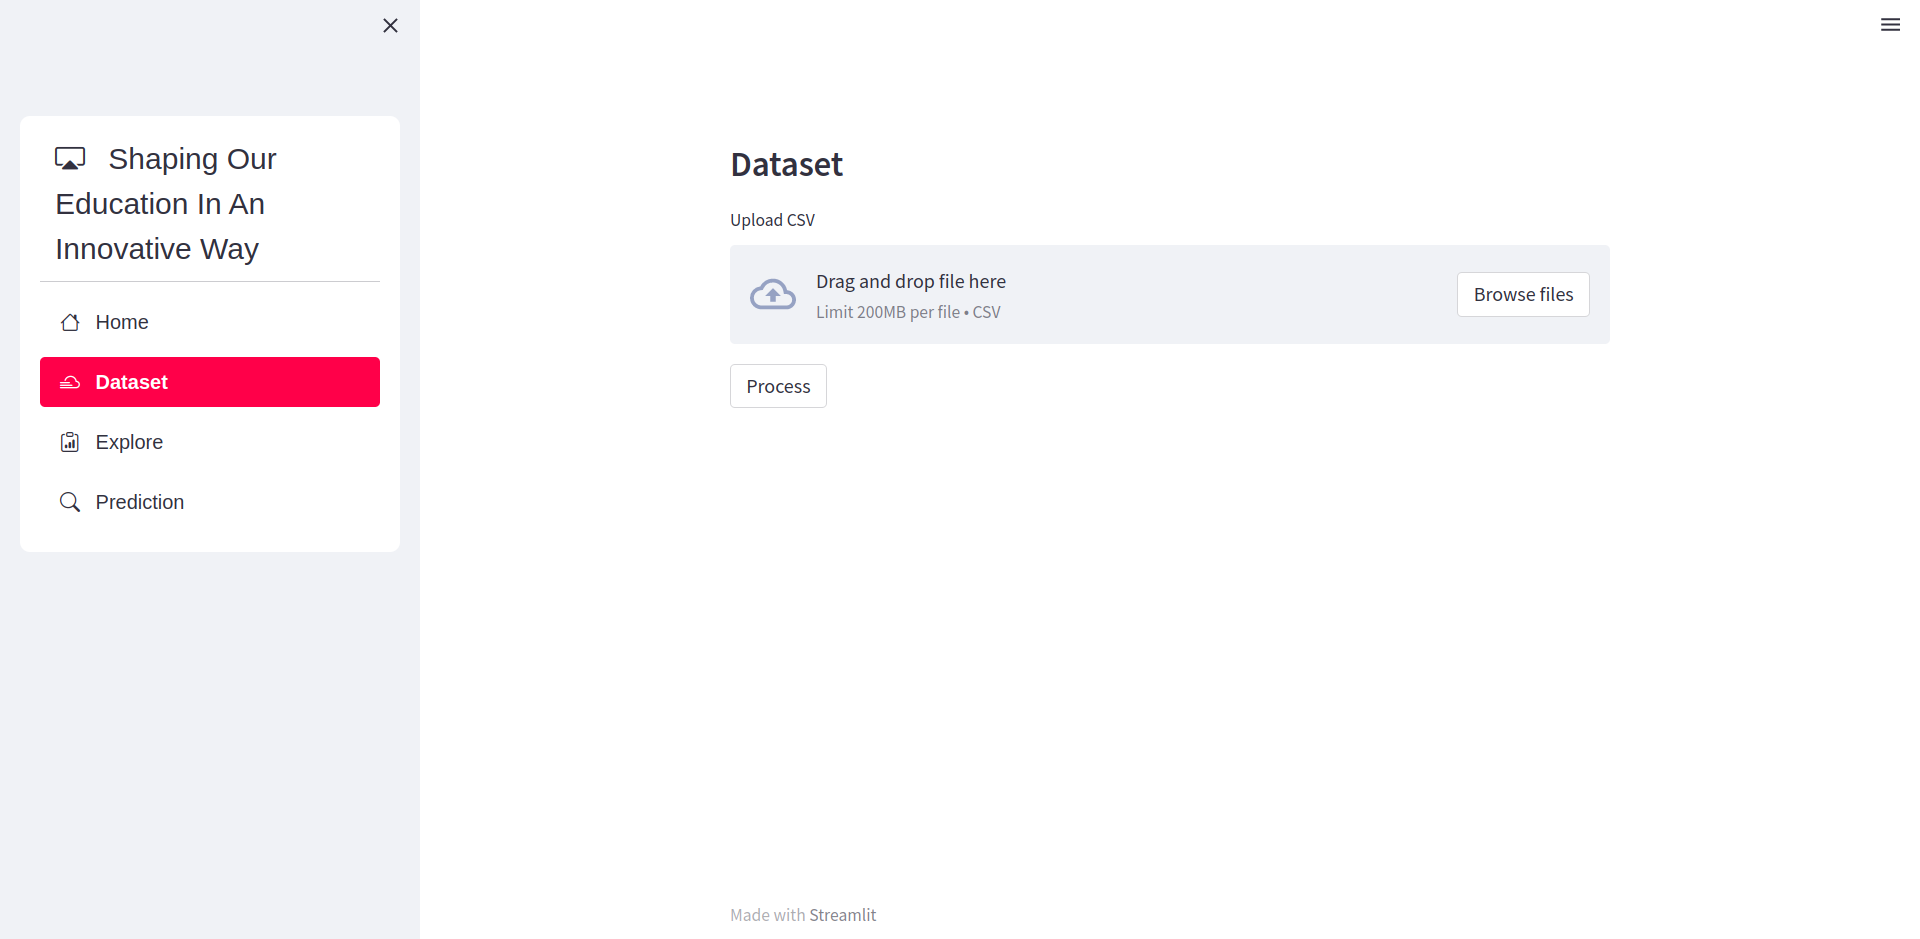 Shaping Our
Education In An
Innovative Way
Home
Dataset
Explore
Prediction
Dataset
Upload CSV
Drag and drop file here
Limit 200MB per file • CSV
Browse files
Process
Made with Streamlit